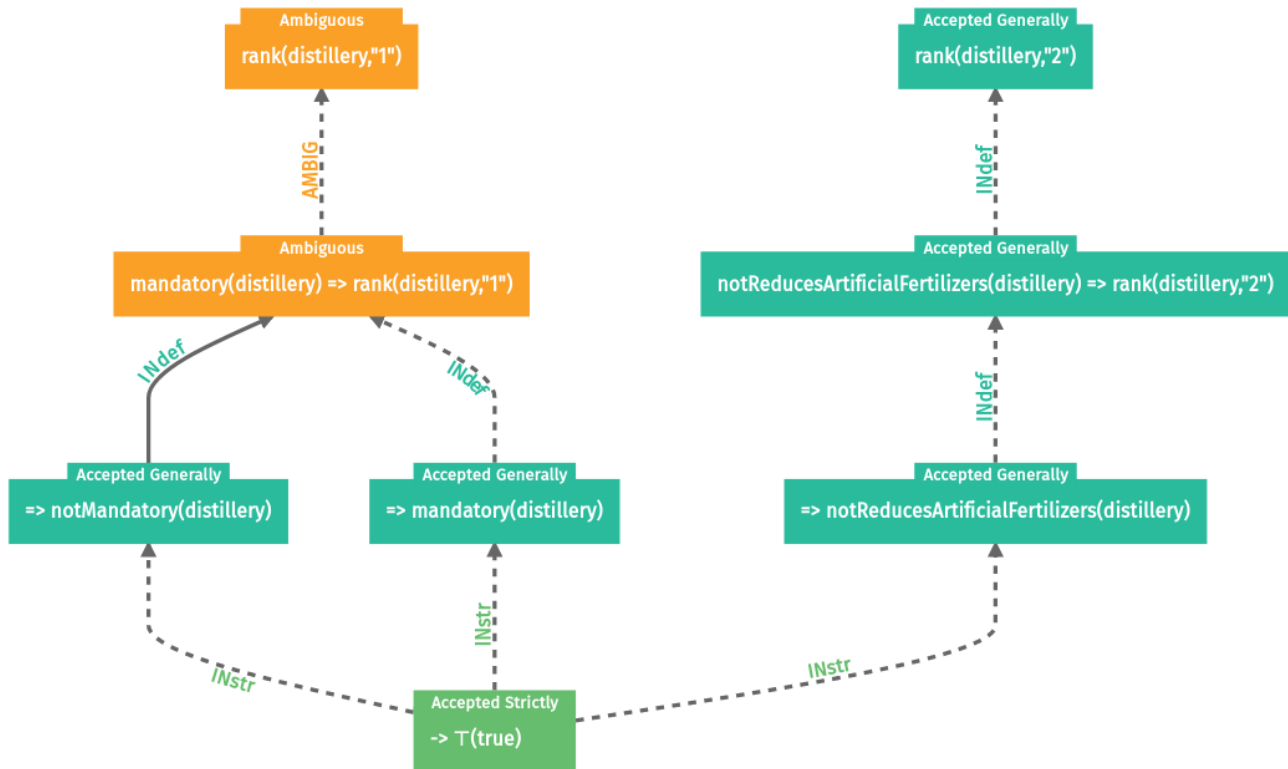 Ambiguous
rank(distillery,"1")
Accepted Generally
rank(distillery,"2")
AMBIG
INdef
Ambiguous
mandatory(distillery) => rank(distillery,"1")
Accepted Generally
notReducesArtificialFertilizers(distillery) => rank(distillery,"2")
INdef
INdef
INdef
Accepted Generally
=> notMandatory(distillery)
Accepted Generally
=> mandatory(distillery)
Accepted Generally
=> notReducesArtificialFertilizers(distillery)
INstr
INstr
INstr
Accepted Strictly
-> ⊤(true)